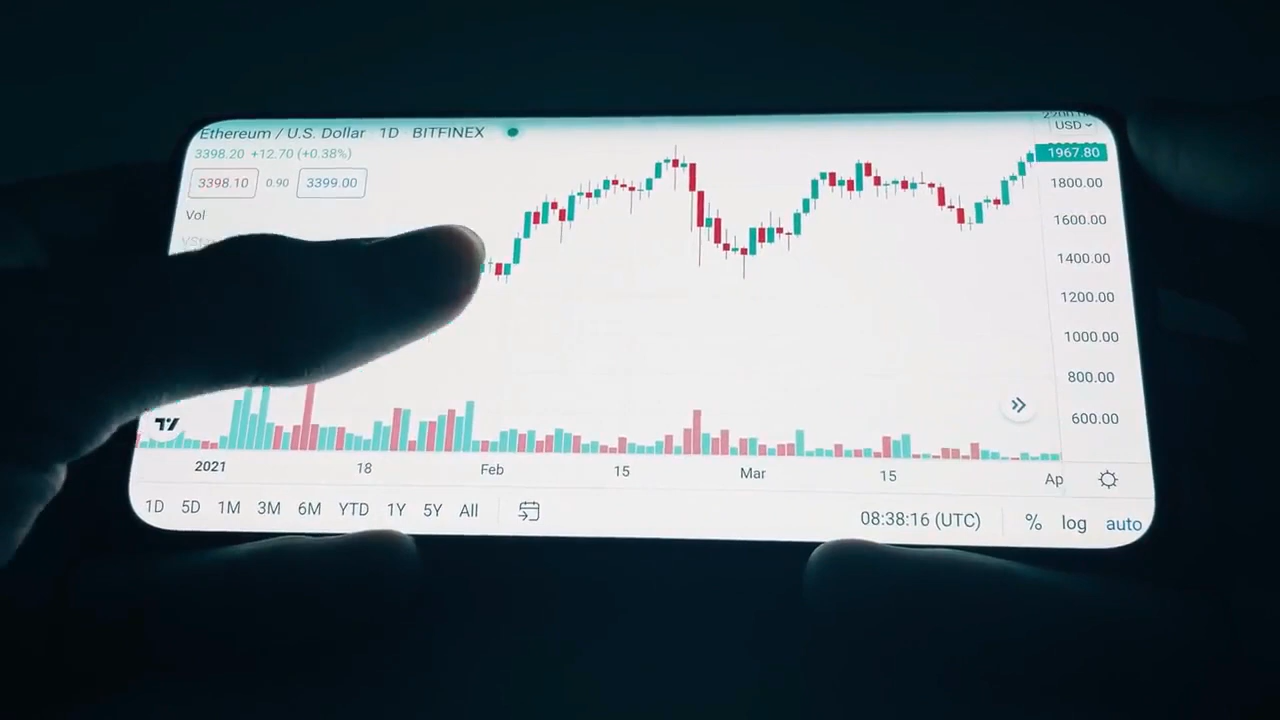 Ethereum / U.S. Dollar 1D BITFINEX
3398.20 +12.70 (+0.38%)
3398.10 0.90 3399.00
Vol
USD
1967.80
1800.00
1600.00
1400.00
1200.00
1000.00
800.00
600.00
2021 18 Feb 15 Mar 15 Ap
1D 5D 1M 3M 6M YTD 1Y 5Y All
08:38:16 (UTC) % log auto